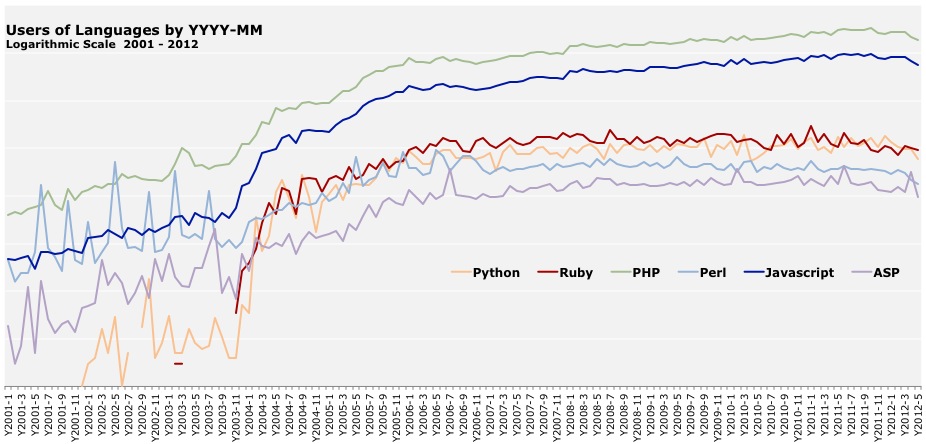 Users of Languages by YYYY-MM
Logarithmic Scale 2001 - 2012
Python
Ruby
PHP
Perl
Javascript
ASP
Y2001-1
Y2001-3
Y2001-5
Y2001-7
Y2001-9
Y2001-11
Y2002-1
Y2002-3
Y2002-5
Y2002-7
Y2002-9
Y2002-11
Y2003-1
Y2003-3
Y2003-5
Y2003-7
Y2003-9
Y2003-11
Y2004-1
Y2004-3
Y2004-5
Y2004-7
Y2004-9
Y2004-11
Y2005-1
Y2005-3
Y2005-5
Y2005-7
Y2005-9
Y2005-11
Y2006-1
Y2006-3
Y2006-5
Y2006-7
Y2006-9
Y2006-11
Y2007-1
Y2007-3
Y2007-5
Y2007-7
Y2007-9
Y2007-11
Y2008-1
Y2008-3
Y2008-5
Y2008-7
Y2008-9
Y2008-11
Y2009-1
Y2009-3
Y2009-5
Y2009-7
Y2009-9
Y2009-11
Y2010-1
Y2010-3
Y2010-5
Y2010-7
Y2010-9
Y2010-11
Y2011-1
Y2011-3
Y2011-5
Y2011-7
Y2011-9
Y2011-11
Y2012-1
Y2012-3
Y2012-5